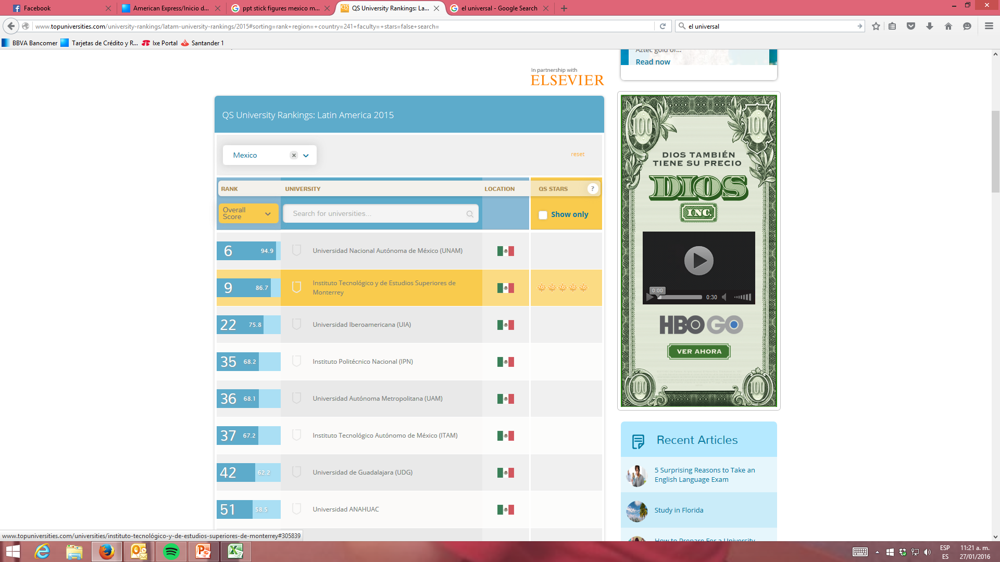 Facebook
American Express/Inicio d...
ppt stick figures mexico m...
QS University Rankings: La...
el universal - Google Search
www.topuniversities.com/university-rankings/latam-university-rankings/2015#sorting=rank+region=+country=241+faculty=+stars=false+search=
el universal
BBVA Bancomer
Tarjetas de Crédito y R...
Ixe Portal
Santander 1
Aztec gold of...
Read now
In partnership with
ELSEVIER
QS University Rankings: Latin America 2015
Mexico
reset
RANK UNIVERSITY LOCATION QS STARS ?
Overall
Score
Search for universities...
Show only
6 94.9 Universidad Nacional Autónoma de México (UNAM)
9 86.7 Instituto Tecnológico y de Estudios Superiores de
Monterrey
22 75.8 Universidad Iberoamericana (UIA)
35 68.2 Instituto Politécnico Nacional (IPN)
36 68.1 Universidad Autónoma Metropolitana (UAM)
37 67.2 Instituto Tecnológico Autónomo de México (ITAM)
42 62.2 Universidad de Guadalajara (UDG)
51 58.5 Universidad ANAHUAC
100 100
DIOS TAMBIÉN
TIENE SU PRECIO
DIOS
INC.
0:00
0:30
HBO GO
VER AHORA
100 100
Recent Articles
5 Surprising Reasons to Take an
English Language Exam
Study in Florida
How to Prepare For a University
www.topuniversities.com/universities/instituto-tecnológico-y-de-estudios-superiores-de-monterrey#305839
ESP
ES
11:21 a. m.
27/01/2016